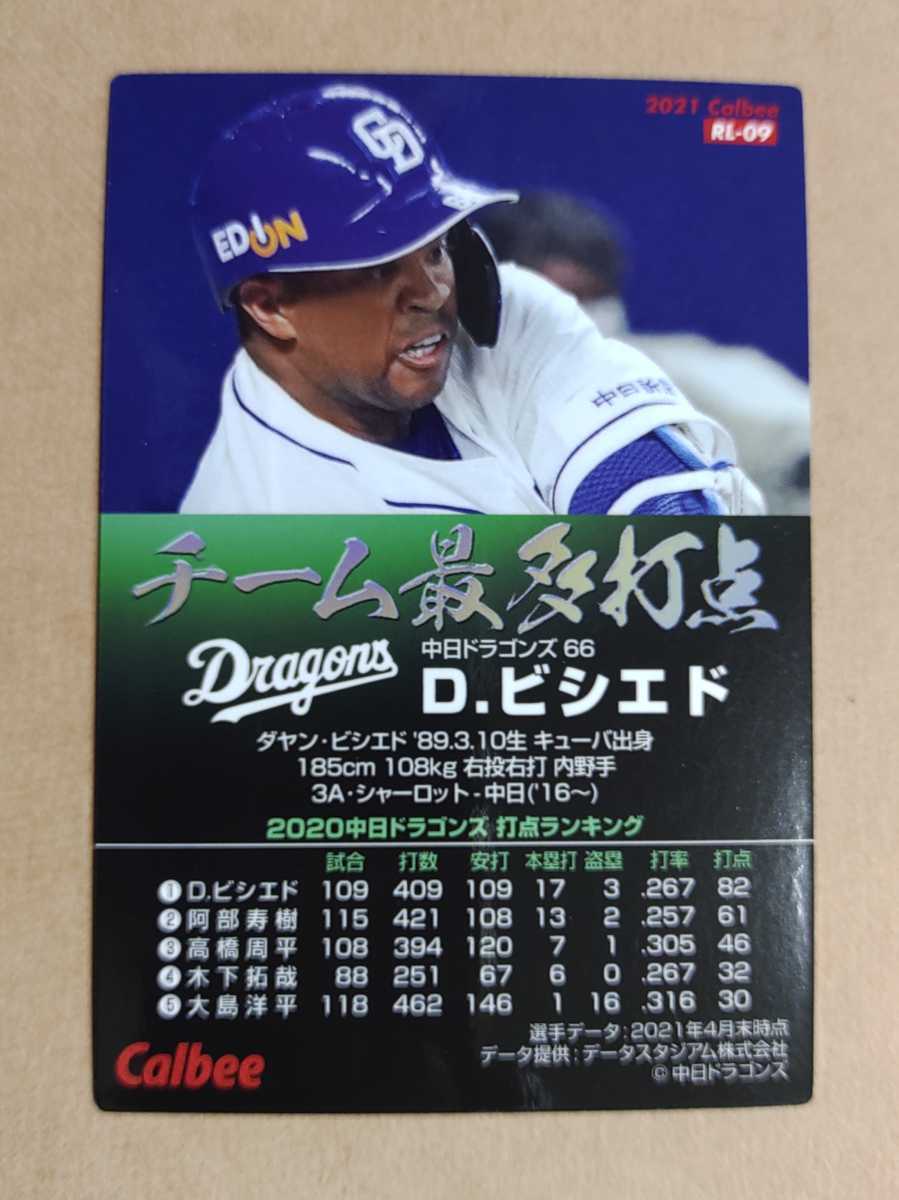 2021 Calbee
RL-09
CD
EDION
チーム最多打点
Dragons
中日ドラゴンズ 66
D.ビシエド
ダヤン・ビシエド '89.3.10生 キューバ出身
185cm 108kg 右投右打 内野手
3A・シャーロット-中日('16～)
2020中日ドラゴンズ 打点ランキング
試合 打数 安打 本塁打 盗塁 打率 打点
① D.ビシエド 109 409 109 17 3 .267 82
② 阿部寿樹 115 421 108 13 2 .257 61
③ 高橋周平 108 394 120 7 1 .305 46
④ 木下拓哉 88 251 67 6 0 .267 32
⑤ 大島洋平 118 462 146 1 16 .316 30
選手データ:2021年4月末時点
データ提供:データスタジアム株式会社
© 中日ドラゴンズ
Calbee